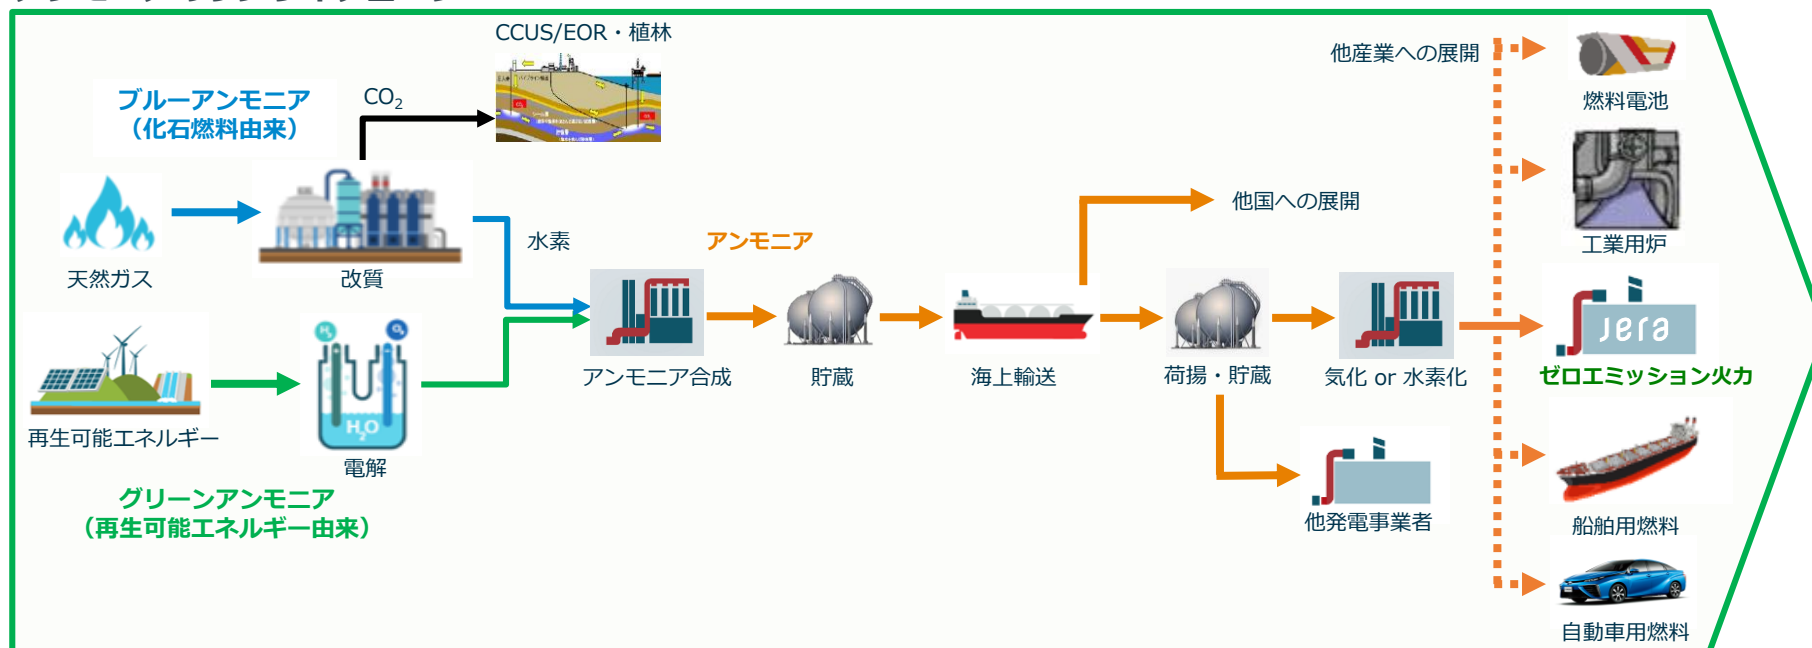 CCUS/EOR・植林
他産業への展開
燃料電池
ブルーアンモニア
（化石燃料由来）
CO₂
工業用炉
他国への展開
水素
アンモニア
天然ガス
改質
jera
アンモニア合成
貯蔵
海上輸送
荷揚・貯蔵
気化 or 水素化
ゼロエミッション火力
H₂
O₂
H₂O
再生可能エネルギー
電解
グリーンアンモニア
（再生可能エネルギー由来）
他発電事業者
船舶用燃料
自動車用燃料